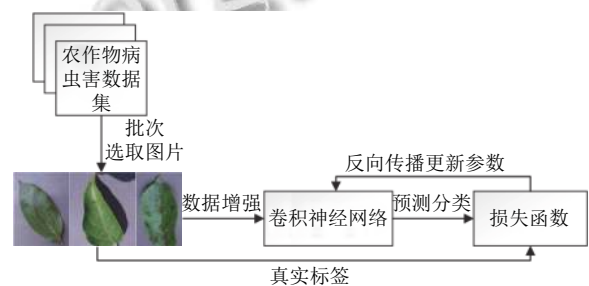 农作物病
虫害数据
集
批次
选取图片
反向传播更新参数
数据增强
卷积神经网络
预测分类
损失函数
真实标签